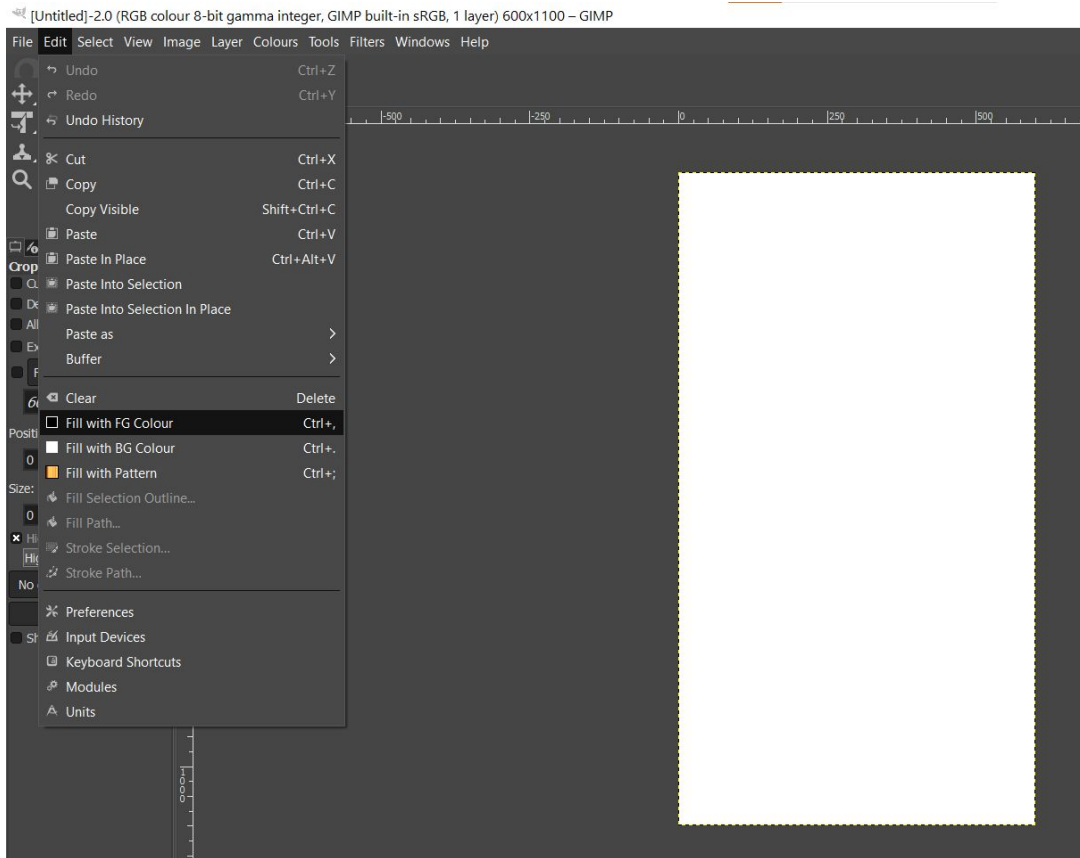 [Untitled]-2.0 (RGB colour 8-bit gamma integer, GIMP built-in sRGB, 1 layer) 600x1100 – GIMP
File Edit Select View Image Layer Colours Tools Filters Windows Help
Undo Ctrl+Z
Redo Ctrl+Y
Undo History
-500 -250 0 250 500
Cut Ctrl+X
Copy Ctrl+C
Copy Visible Shift+Ctrl+C
Paste Ctrl+V
Paste In Place Ctrl+Alt+V
Crop
Paste Into Selection
Paste Into Selection In Place
All
Paste as
Buffer
Clear Delete
Fill with FG Colour Ctrl+,
Positi
Fill with BG Colour Ctrl+.
0
Fill with Pattern Ctrl+;
Size:
Fill Selection Outline...
0
Fill Path...
Stroke Selection...
Stroke Path...
No
Preferences
Input Devices
Keyboard Shortcuts
Modules
Units
1000